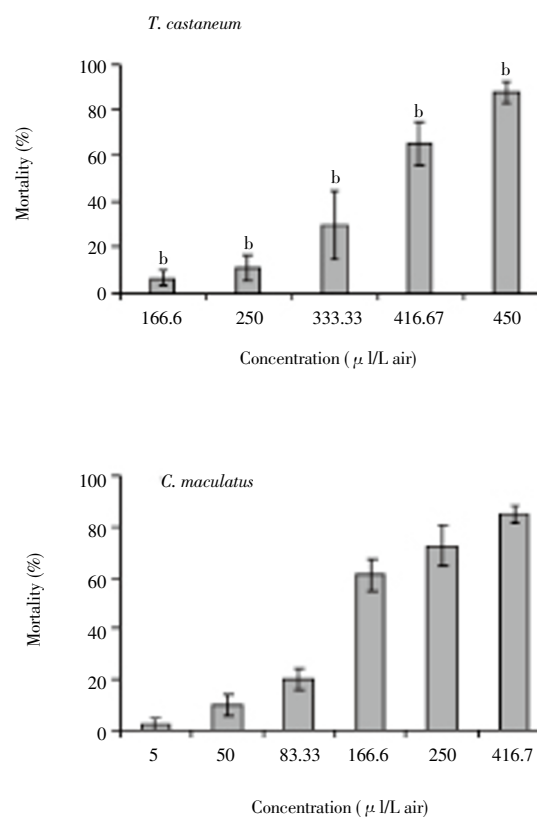 T. castaneum
100
80
60
40
20
0
Mortality (%)
b
b
b
b
b
166.6 250 333.33 416.67 450
Concentration ( μ l/L air)
C. maculatus
100
80
60
40
20
0
Mortality (%)
5 50 83.33 166.6 250 416.7
Concentration ( μ l/L air)